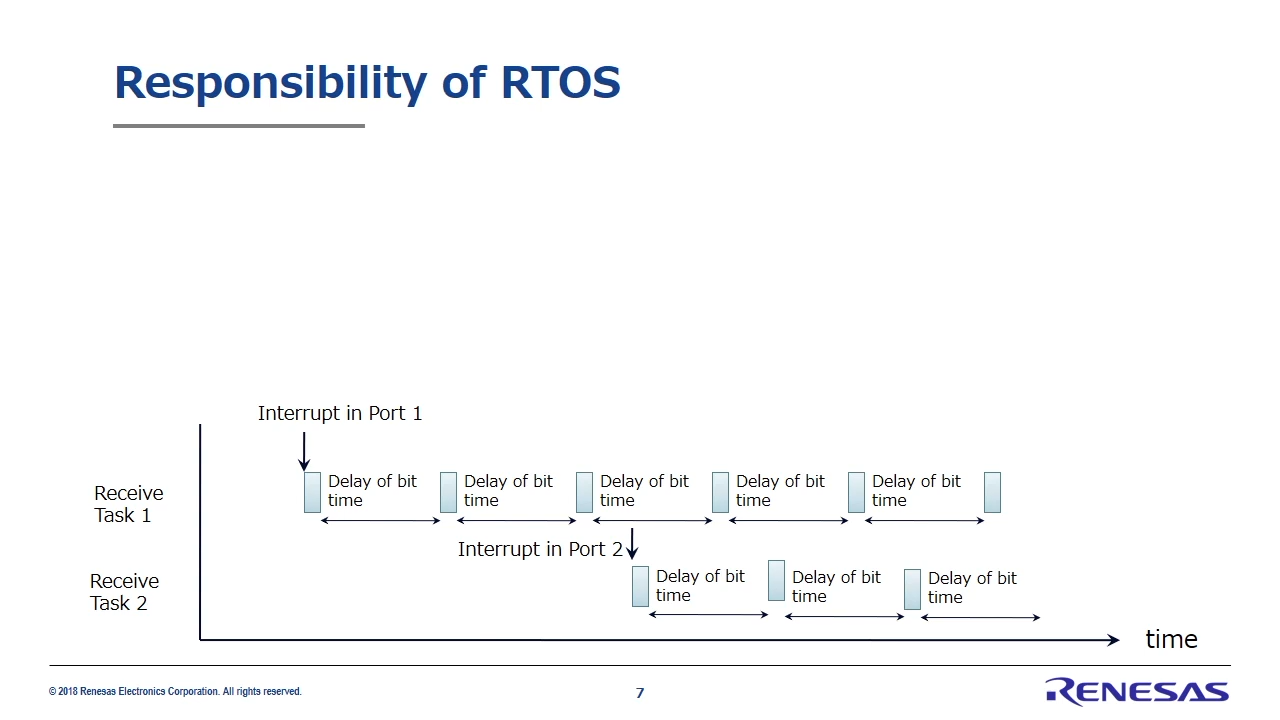 Responsibility of RTOS
Interrupt in Port 1
Receive
Task 1
Delay of bit
time
Delay of bit
time
Delay of bit
time
Delay of bit
time
Delay of bit
time
Interrupt in Port 2
Receive
Task 2
Delay of bit
time
Delay of bit
time
Delay of bit
time
time
© 2018 Renesas Electronics Corporation. All rights reserved.
7
RENESAS